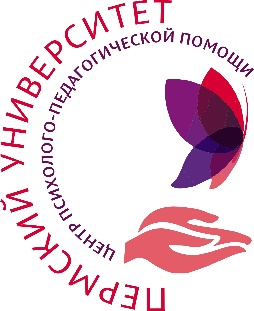 ПЕРМСКИЙ УНИВЕРСИТЕТ
ЦЕНТР ПСИХОЛОГО-ПЕДАГОГИЧЕСКОЙ ПОМОЩИ